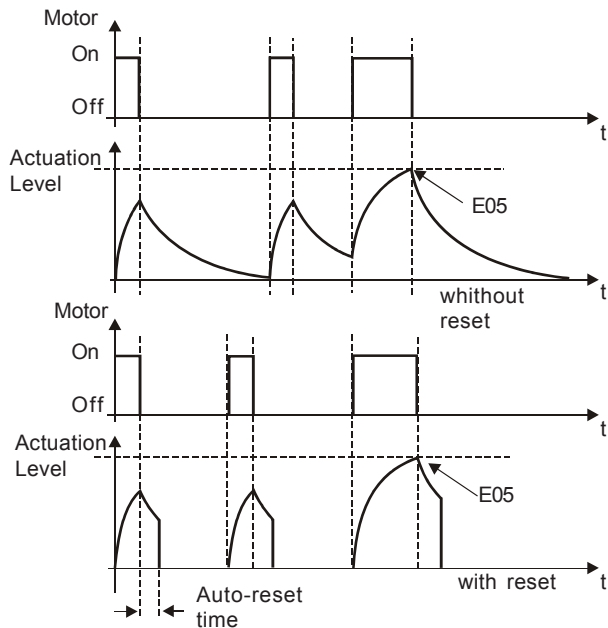 Motor
On
Off
t
Actuation
Level
E05
t
whithout
reset
Motor
On
Off
t
Actuation
Level
E05
with reset
t
Auto-reset
time